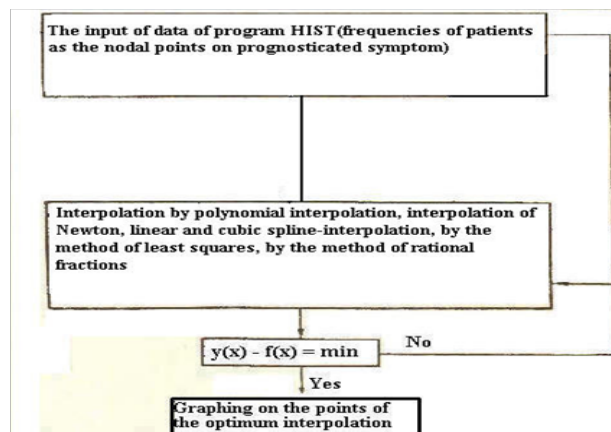 The input of data of program HIST(frequencies of patients
as the nodal points on prognosticated symptom)
Interpolation by polynomial interpolation, interpolation of
Newton, linear and cubic spline-interpolation, by the
method of least squares, by the method of rational
fractions
y(x) - f(x) = min
No
Yes
Graphing on the points of
the optimum interpolation